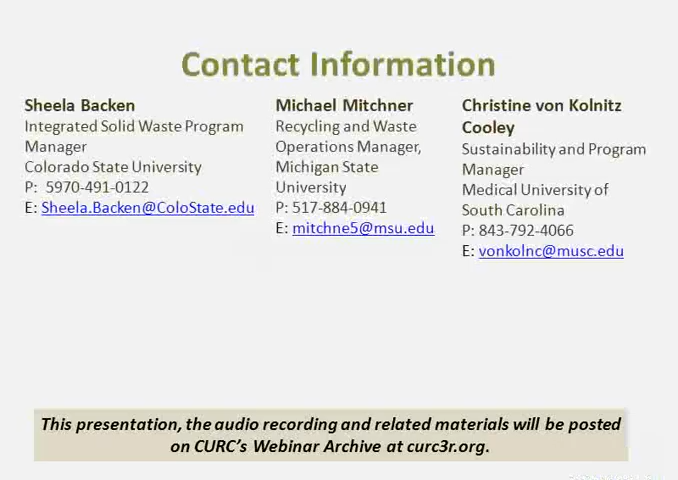 Contact Information
Sheela Backen
Integrated Solid Waste Program
Manager
Colorado State University
P:  5970-491-0122
E: Sheela.Backen@ColoState.edu
Michael Mitchner
Recycling and Waste
Operations Manager,
Michigan State
University
P: 517-884-0941
E: mitchne5@msu.edu
Christine von Kolnitz
Cooley
Sustainability and Program
Manager
Medical University of
South Carolina
P: 843-792-4066
E: vonkolnc@musc.edu
This presentation, the audio recording and related materials will be posted
on CURC’s Webinar Archive at curc3r.org.